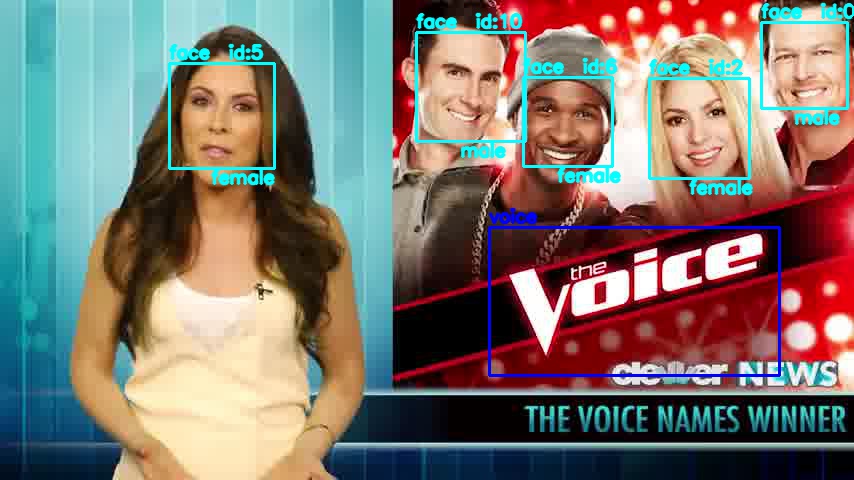 face id:5
female
face id:10
male
face id:6
female
face id:2
female
face id:0
male
voice
the
Voice
clevver NEWS
THE VOICE NAMES WINNER